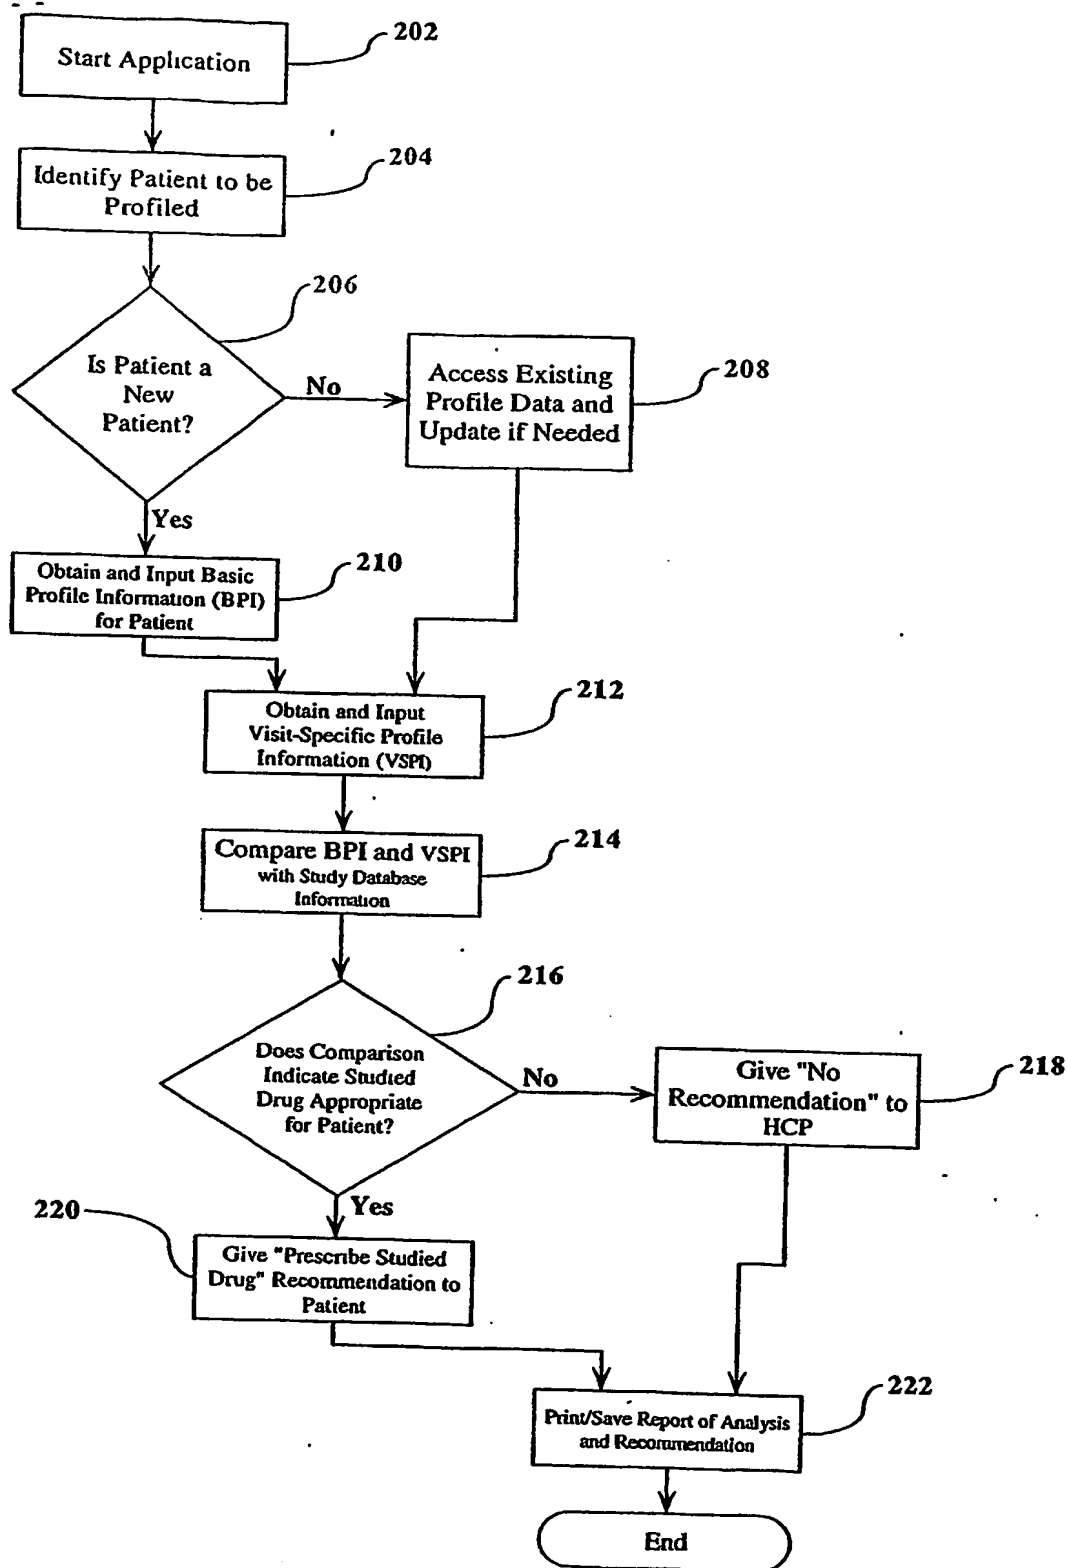 Start Application
202
Identify Patient to be
Profiled
204
206
Is Patient a
New
Patient?
No
Access Existing
Profile Data and
Update if Needed
208
Yes
Obtain and Input Basic
Profile Information (BPI)
for Patient
210
Obtain and Input
Visit-Specific Profile
Information (VSPI)
212
Compare BPI and VSPI
with Study Database
Information
214
216
Does Comparison
Indicate Studied
Drug Appropriate
for Patient?
No
Give "No
Recommendation" to
HCP
218
Yes
220
Give "Prescribe Studied
Drug" Recommendation to
Patient
222
Print/Save Report of Analysis
and Recommendation
End